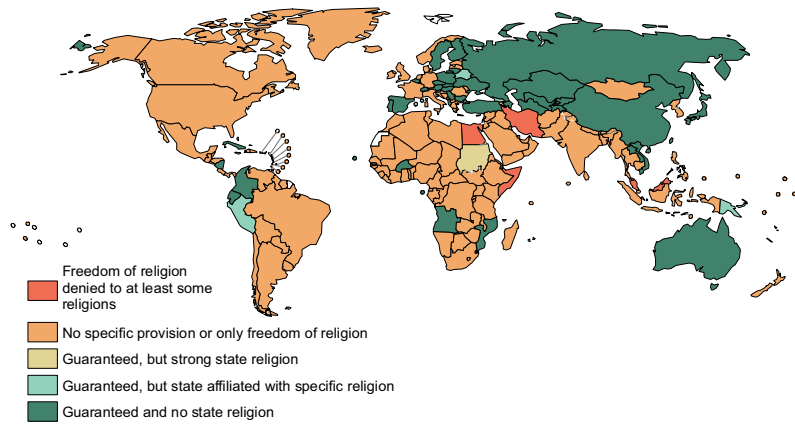 Freedom of religion
denied to at least some
religions
No specific provision or only freedom of religion
Guaranteed, but strong state religion
Guaranteed, but state affiliated with specific religion
Guaranteed and no state religion